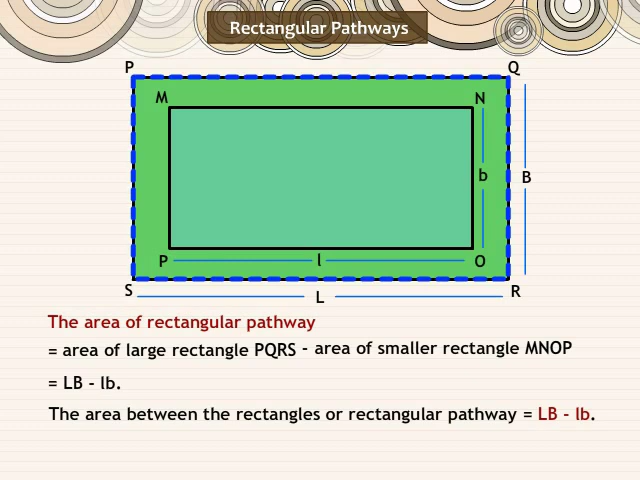 Rectangular Pathways
P Q
M N
b B
P l O
S L R
The area of rectangular pathway
= area of large rectangle PQRS - area of smaller rectangle MNOP
= LB - lb.
The area between the rectangles or rectangular pathway = LB - lb.